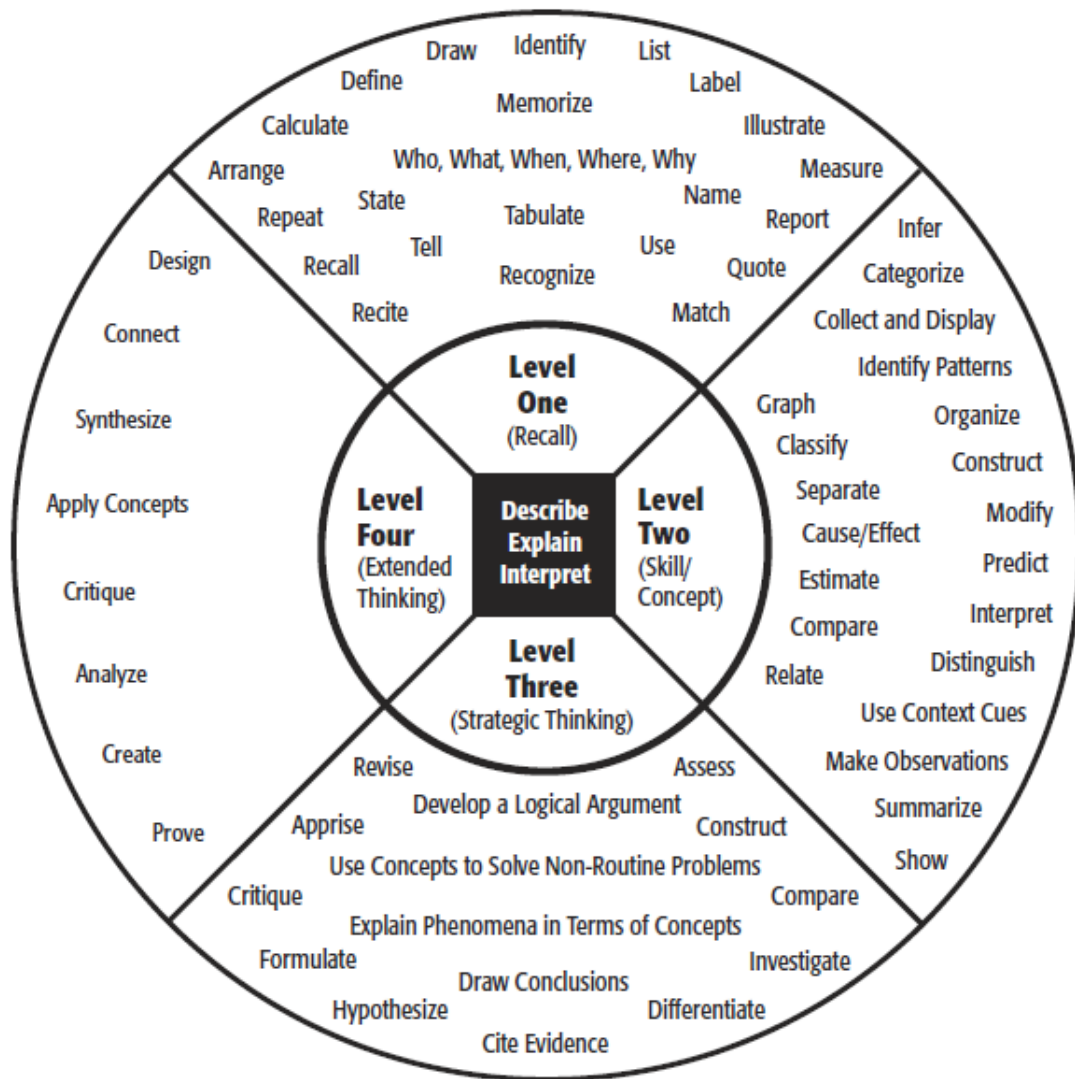 Draw
Identify
List
Define
Label
Memorize
Calculate
Illustrate
Who, What, When, Where, Why
Arrange
Measure
State
Name
Repeat
Tabulate
Report
Tell
Use
Recall
Recognize
Quote
Recite
Match
Infer
Categorize
Collect and Display
Identify Patterns
Graph
Organize
Classify
Construct
Separate
Modify
Cause/Effect
Predict
Estimate
Interpret
Compare
Distinguish
Relate
Use Context Cues
Make Observations
Summarize
Show
Design
Connect
Synthesize
Apply Concepts
Critique
Analyze
Create
Prove
Level
One
(Recall)
Level
Four
(Extended
Thinking)
Describe
Explain
Interpret
Level
Two
(Skill/
Concept)
Level
Three
(Strategic Thinking)
Revise
Assess
Develop a Logical Argument
Apprise
Construct
Use Concepts to Solve Non-Routine Problems
Critique
Compare
Explain Phenomena in Terms of Concepts
Formulate
Investigate
Draw Conclusions
Hypothesize
Differentiate
Cite Evidence